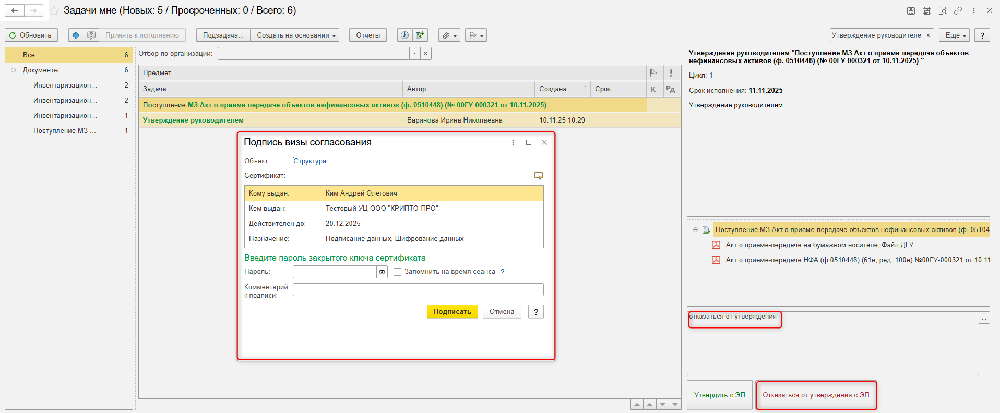 Задачи мне (Новых: 5 / Просроченных: 0 / Всего: 6)
Обновить
Принять к исполнению
Подзадача...
Создать на основании
Отчеты
Утверждение руководителе ×
Еще
?
Все 6
Документы 6
Инвентаризацион... 2
Инвентаризацион... 2
Инвентаризацион... 1
Поступление МЗ ... 1
Отбор по организации:
Предмет
Задача Автор Создана ↑ Срок К Рд
Поступление МЗ Акт о приеме-передаче объектов нефинансовых активов (ф. 0510448) (№ 00ГУ-000321 от 10.11.2025)
Утверждение руководителем Баринова Ирина Николаевна 10.11.25 10:29
Подпись визы согласования
Объект: Структура
Сертификат:
Кому выдан: Ким Андрей Олегович
Кем выдан: Тестовый УЦ ООО "КРИПТО-ПРО"
Действителен до: 20.12.2025
Назначение: Подписание данных, Шифрование данных
Введите пароль закрытого ключа сертификата
Пароль: Запомнить на время сеанса ?
Комментарий
к подписи:
Подписать Отмена ?
Утверждение руководителем "Поступление МЗ Акт о приеме-передаче объектов
нефинансовых активов (ф. 0510448) (№ 00ГУ-000321 от 10.11.2025) "
Цикл: 1
Срок исполнения: 11.11.2025
Утверждение руководителем
Поступление МЗ Акт о приеме-передаче объектов нефинансовых активов (ф. 05104
Акт о приеме-передаче на бумажном носителе, Файл ДГУ
Акт о приеме-передаче НФА (ф.0510448) (61н, ред. 100н) №00ГУ-000321 от 10.11
отказаться от утверждения
...
Утвердить с ЭП
Отказаться от утверждения с ЭП